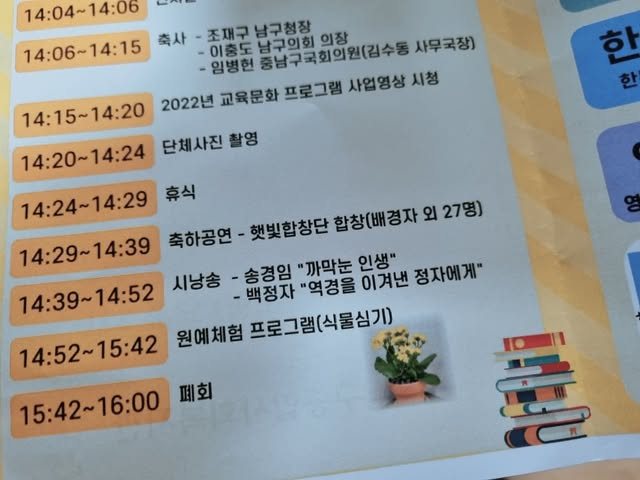 14:04~14:06
14:06~14:15 축사 - 조재구 남구청장
- 이충도 남구의회 의장
- 임병헌 중남구국회의원(김수동 사무국장)
14:15~14:20 2022년 교육문화 프로그램 사업영상 시청
14:20~14:24 단체사진 촬영
14:24~14:29 휴식
14:29~14:39 축하공연 - 햇빛합창단 합창(배경자 외 27명)
14:39~14:52 시낭송 - 송경임 "까막눈 인생"
- 백정자 "역경을 이겨낸 정자에게"
14:52~15:42 원예체험 프로그램(식물심기)
15:42~16:00 폐회
한
한
영